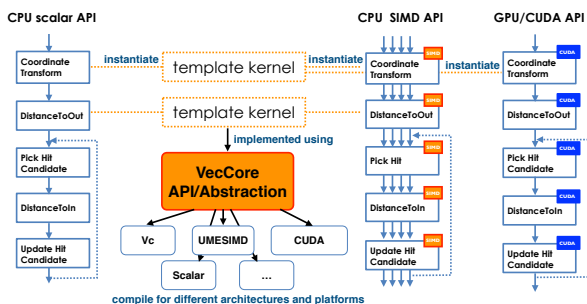 CPU scalar API
CPU SIMD API
GPU/CUDA API
Coordinate
Transform
DistanceToOut
Pick Hit
Candidate
DistanceToIn
Update Hit
Candidate
instantiate
template kernel
instantiate
template kernel
implemented using
VecCore
API/Abstraction
Vc
UMESIMD
CUDA
Scalar
...
compile for different architectures and platforms
SIMD
Coordinate
Transform
SIMD
DistanceToOut
SIMD
Pick Hit
SIMD
DistanceToIn
SIMD
Update Hit
Candidate
instantiate
CUDA
Coordinate
Transform
CUDA
DistanceToOut
CUDA
Pick Hit
Candidate
CUDA
DistanceToIn
CUDA
Update Hit
Candidate